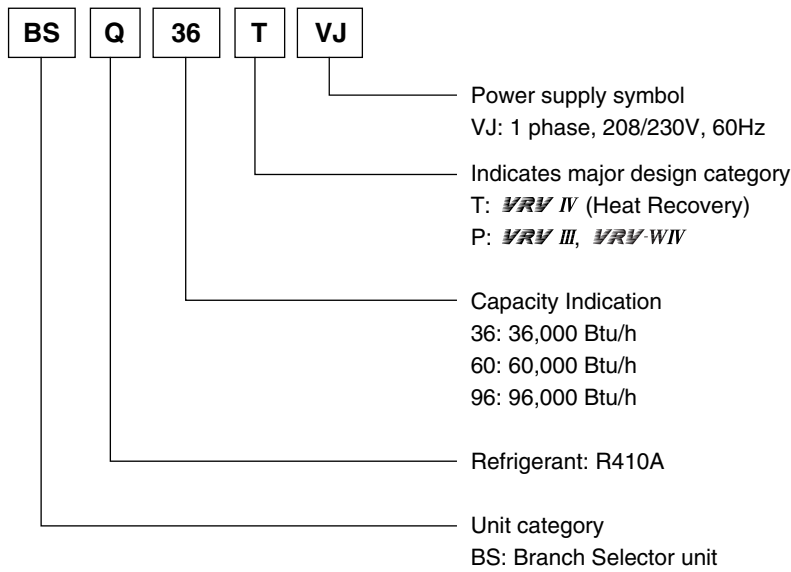 BS Q 36 T VJ
Power supply symbol
VJ: 1 phase, 208/230V, 60Hz
Indicates major design category
T: VRV IV (Heat Recovery)
P: VRV III, VRV-WIV
Capacity Indication
36: 36,000 Btu/h
60: 60,000 Btu/h
96: 96,000 Btu/h
Refrigerant: R410A
Unit category
BS: Branch Selector unit